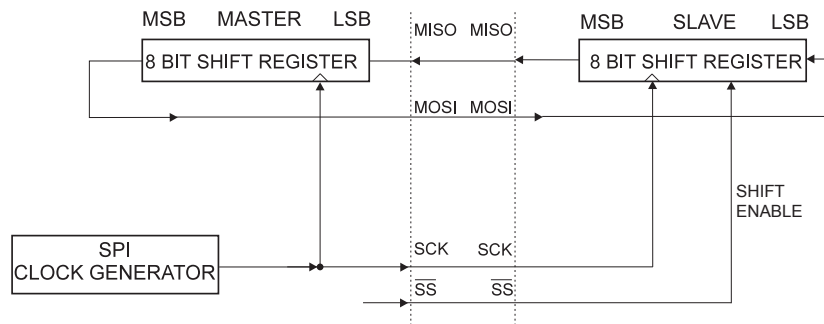 MSB MASTER LSB MISO MISO MSB SLAVE LSB
8 BIT SHIFT REGISTER 8 BIT SHIFT REGISTER
MOSI MOSI
SHIFT
ENABLE
SPI
CLOCK GENERATOR
SCK SCK
SS SS